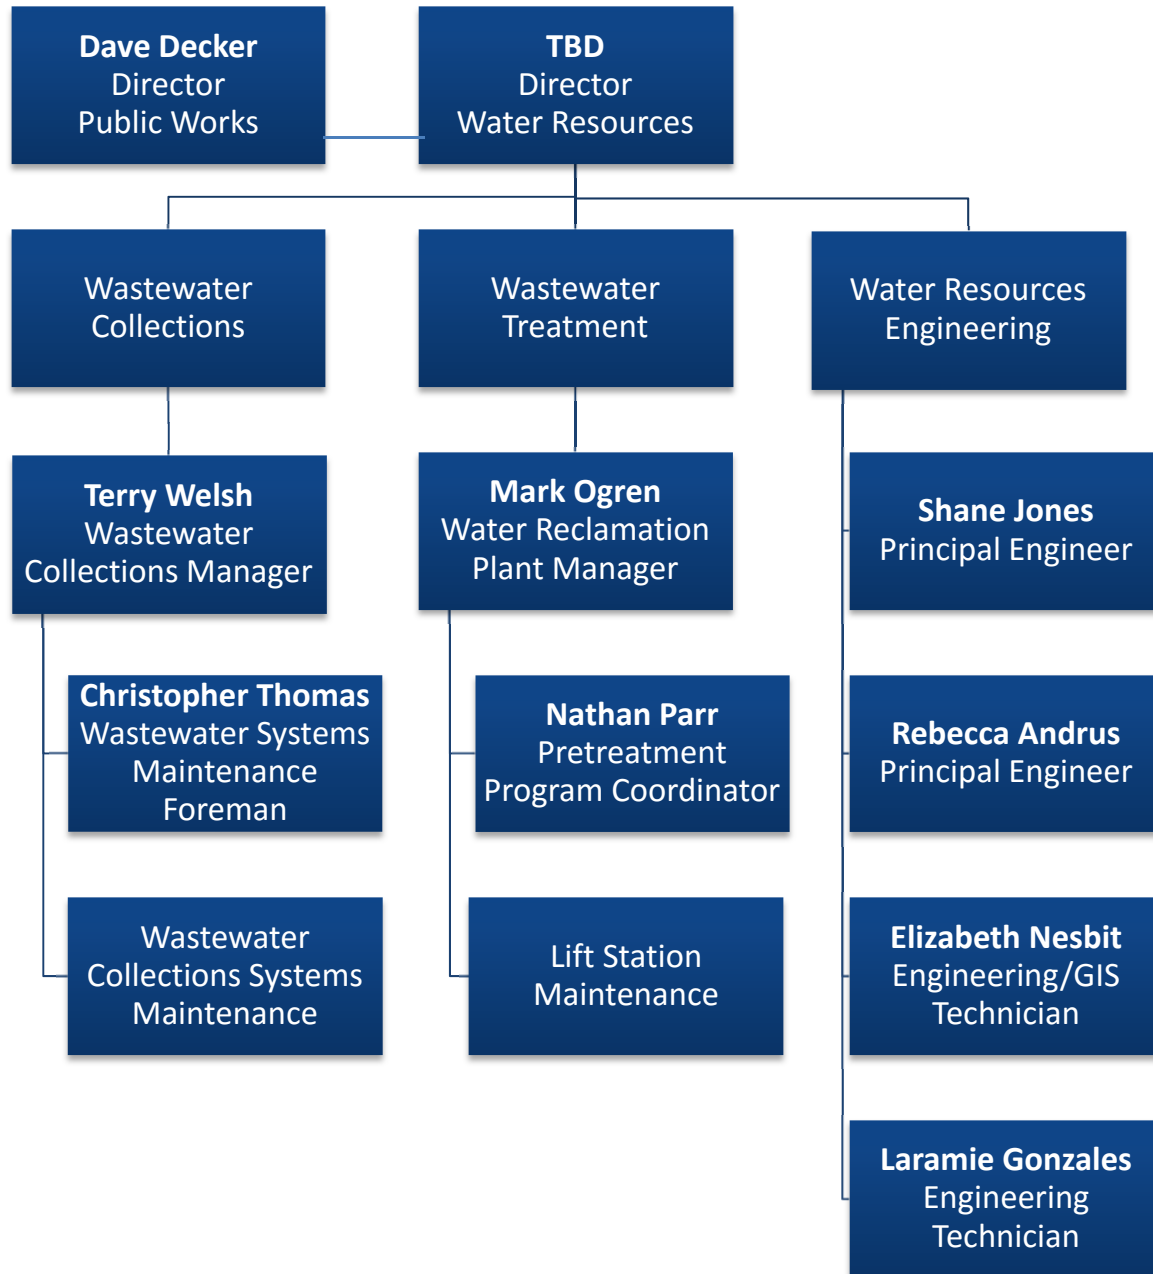 Dave Decker
Director
Public Works
TBD
Director
Water Resources
Wastewater
Collections
Wastewater
Treatment
Water Resources
Engineering
Terry Welsh
Wastewater
Collections Manager
Mark Ogren
Water Reclamation
Plant Manager
Shane Jones
Principal Engineer
Christopher Thomas
Wastewater Systems
Maintenance
Foreman
Nathan Parr
Pretreatment
Program Coordinator
Rebecca Andrus
Principal Engineer
Wastewater
Collections Systems
Maintenance
Lift Station
Maintenance
Elizabeth Nesbit
Engineering/GIS
Technician
Laramie Gonzales
Engineering
Technician